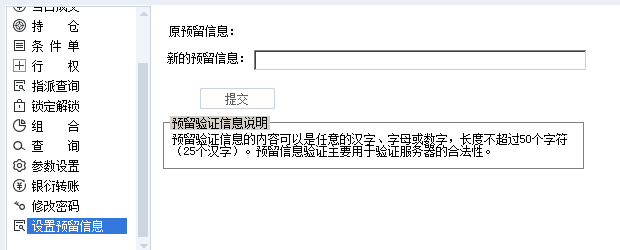 当日成交
持 仓
条 件 单
行 权
指派查询
锁定解锁
组 合
查 询
参数设置
银衍转账
修改密码
设置预留信息
原预留信息：
新的预留信息：
提交
预留验证信息说明
预留验证信息的内容可以是任意的汉字、字母或数字，长度不超过50个字符
（25个汉字）。预留信息验证主要用于验证服务器的合法性。